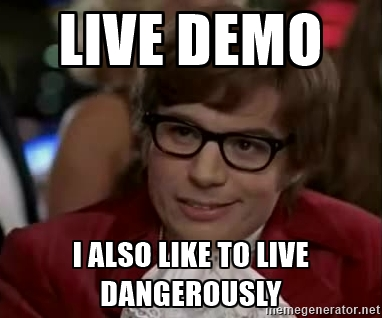 LIVE DEMO
I ALSO LIKE TO LIVE
DANGEROUSLY
memegenerator.net